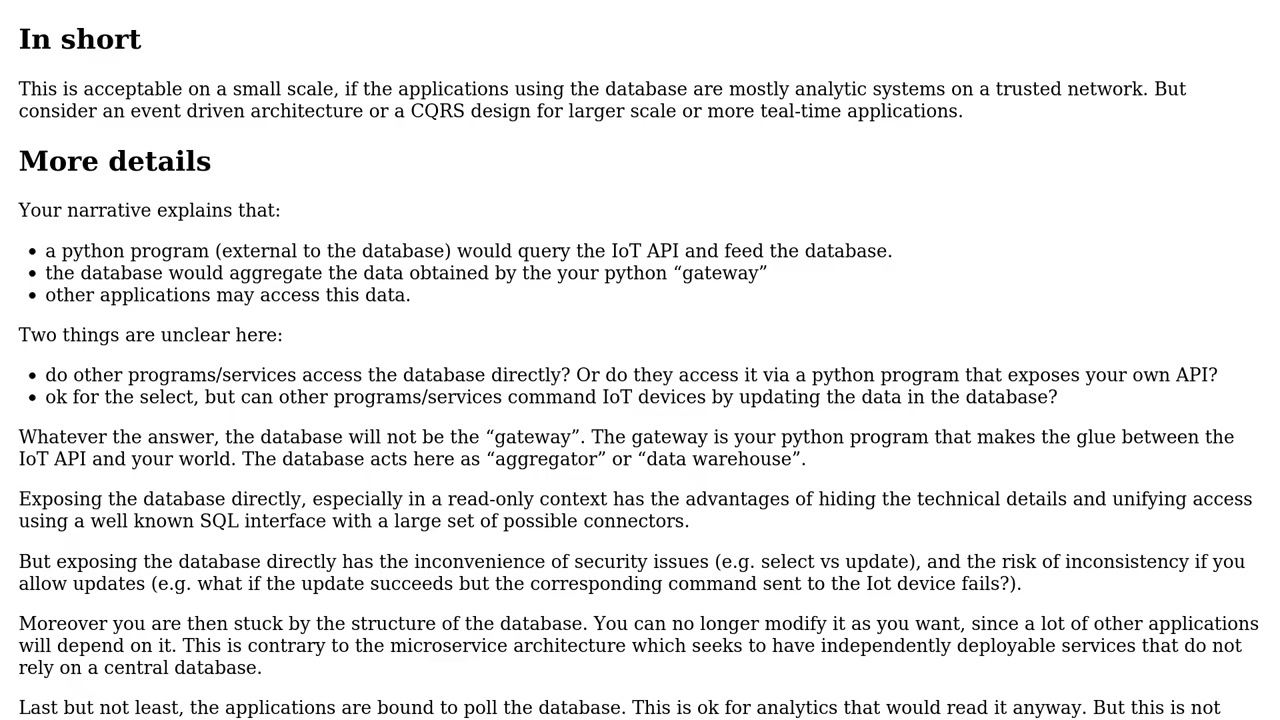 In short
This is acceptable on a small scale, if the applications using the database are mostly analytic systems on a trusted network. But
consider an event driven architecture or a CQRS design for larger scale or more teal-time applications.
More details
Your narrative explains that:
• a python program (external to the database) would query the IoT API and feed the database.
• the database would aggregate the data obtained by the your python “gateway”
• other applications may access this data.
Two things are unclear here:
• do other programs/services access the database directly? Or do they access it via a python program that exposes your own API?
• ok for the select, but can other programs/services command IoT devices by updating the data in the database?
Whatever the answer, the database will not be the “gateway”. The gateway is your python program that makes the glue between the
IoT API and your world. The database acts here as “aggregator” or “data warehouse”.
Exposing the database directly, especially in a read-only context has the advantages of hiding the technical details and unifying access
using a well known SQL interface with a large set of possible connectors.
But exposing the database directly has the inconvenience of security issues (e.g. select vs update), and the risk of inconsistency if you
allow updates (e.g. what if the update succeeds but the corresponding command sent to the Iot device fails?).
Moreover you are then stuck by the structure of the database. You can no longer modify it as you want, since a lot of other applications
will depend on it. This is contrary to the microservice architecture which seeks to have independently deployable services that do not
rely on a central database.
Last but not least, the applications are bound to poll the database. This is ok for analytics that would read it anyway. But this is not